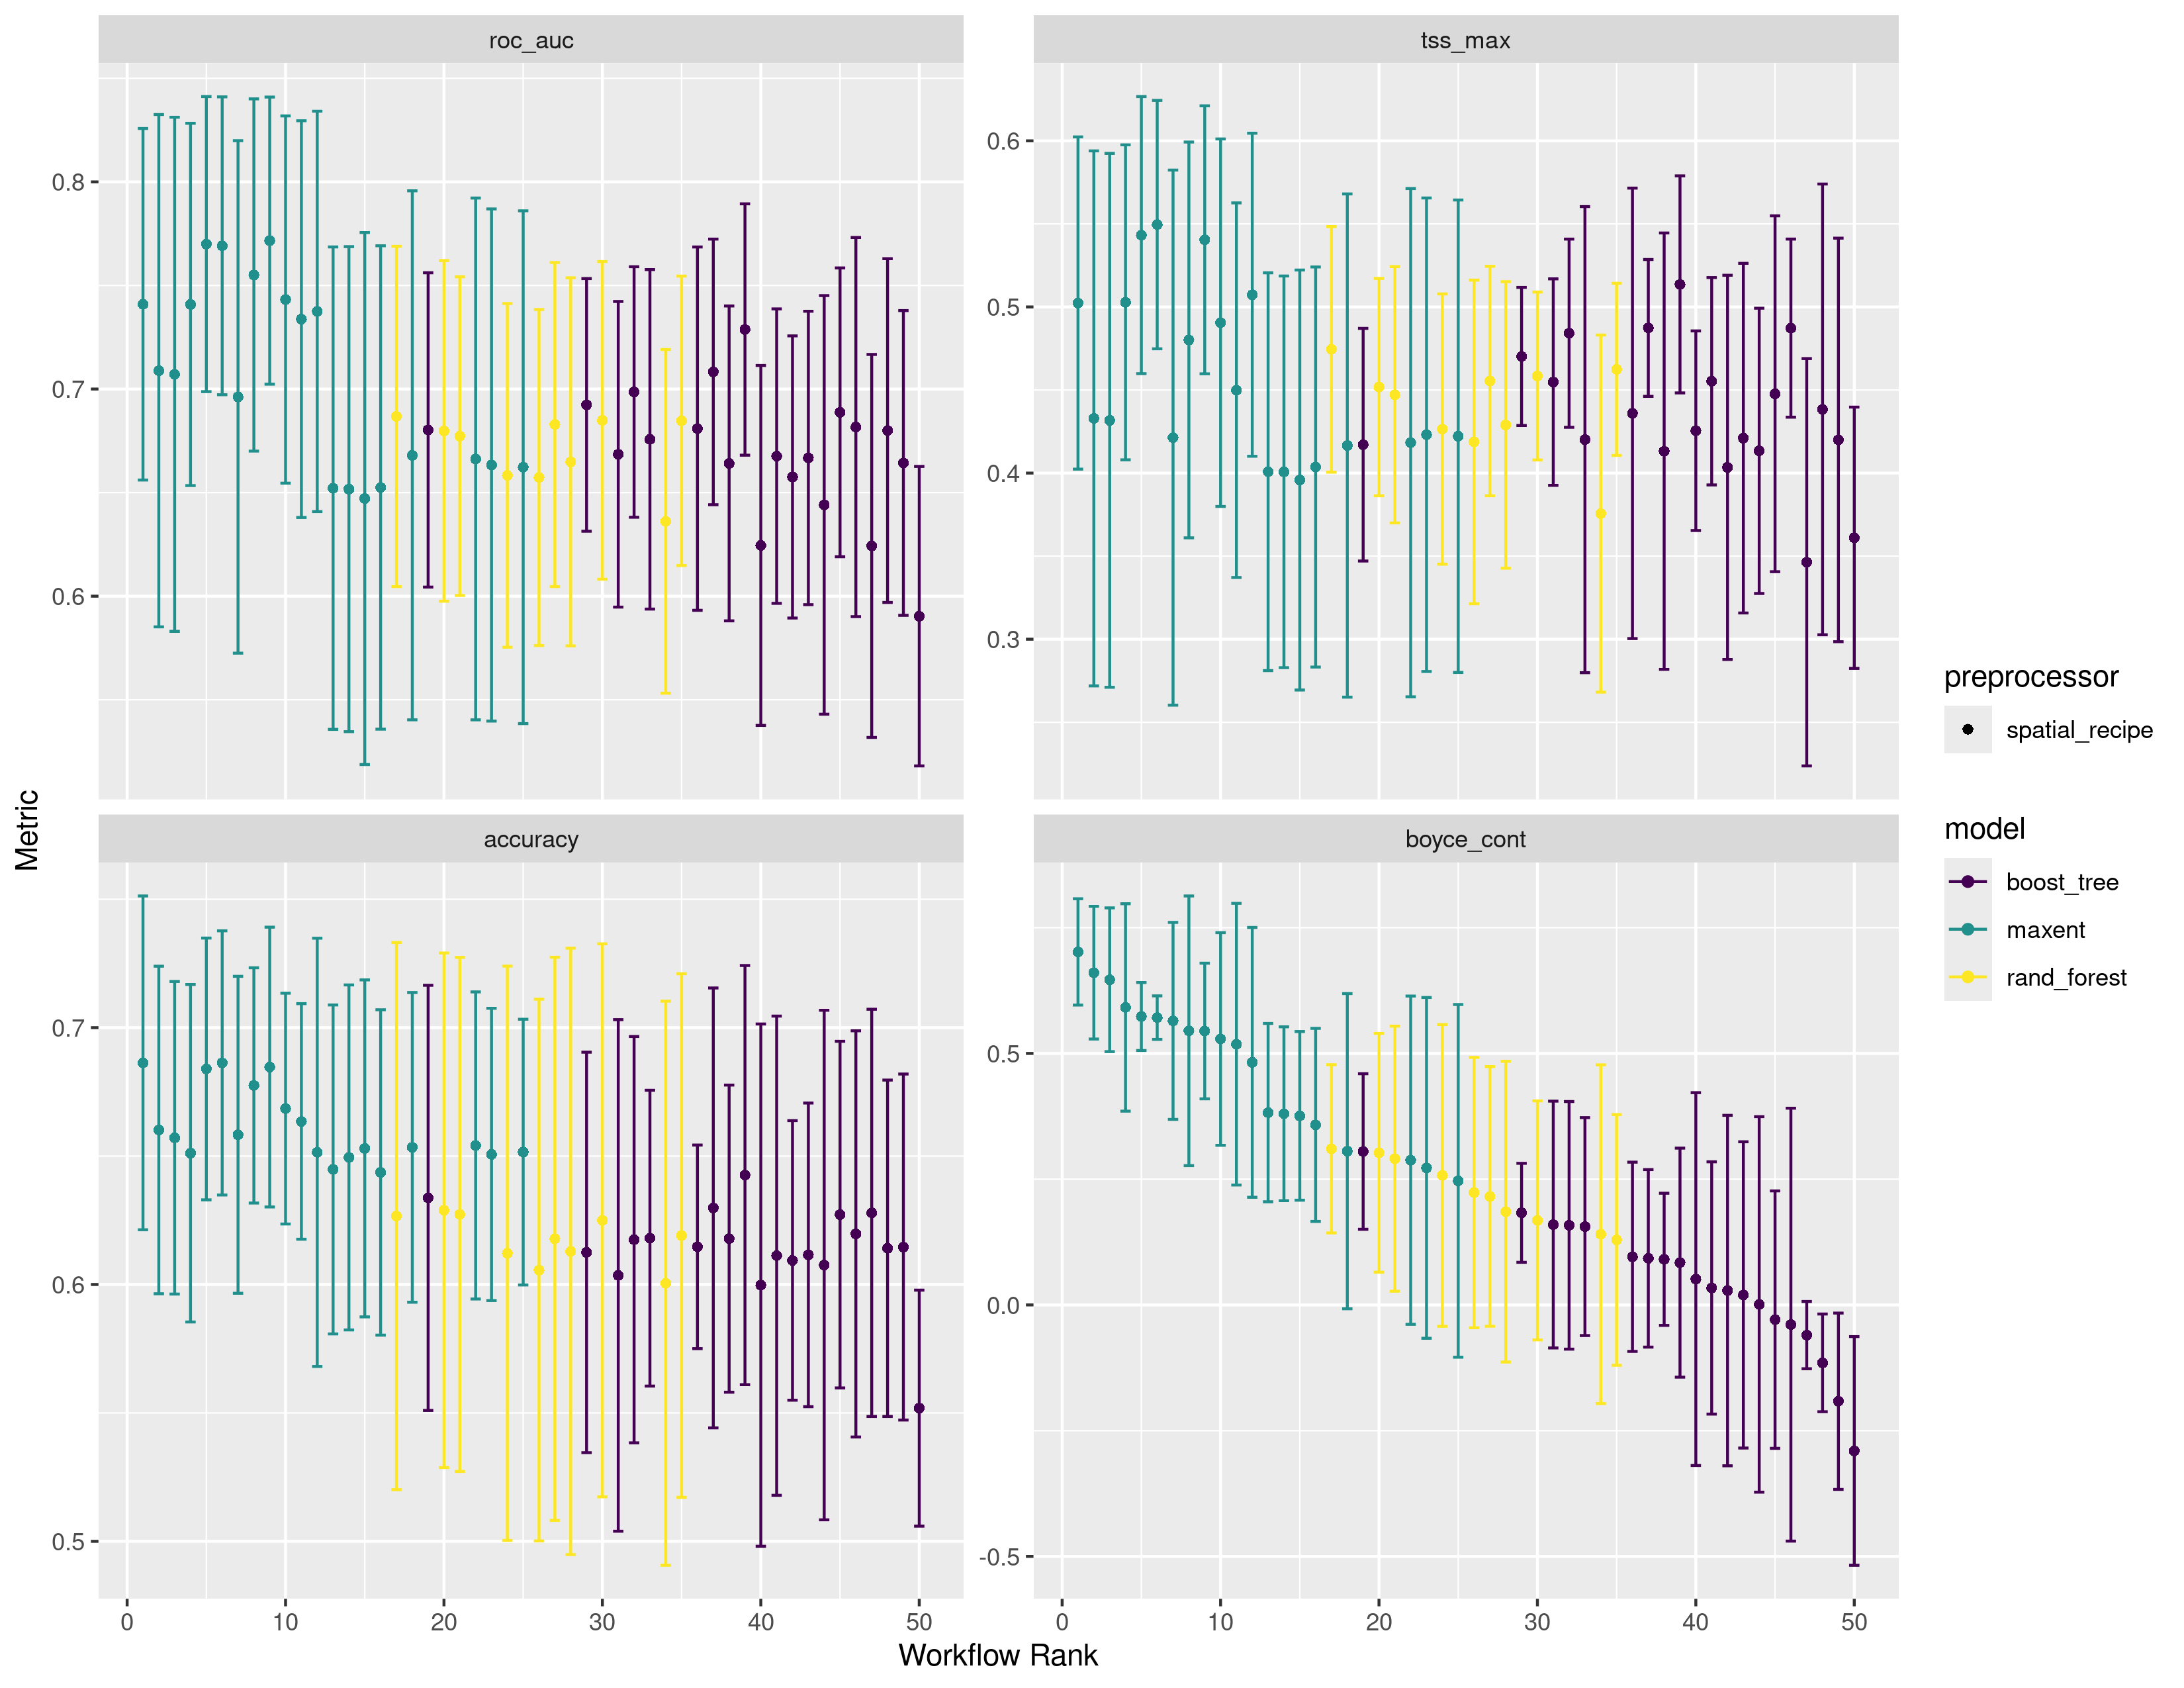 roc_auc
tss_max
0.8
0.7
0.6
0.6
0.5
0.4
0.3
accuracy
boyce_cont
0.7
0.6
0.5
0.5
0.0
-0.5
0 10 20 30 40 50
0 10 20 30 40 50
Workflow Rank
Metric
preprocessor
spatial_recipe
model
boost_tree
maxent
rand_forest